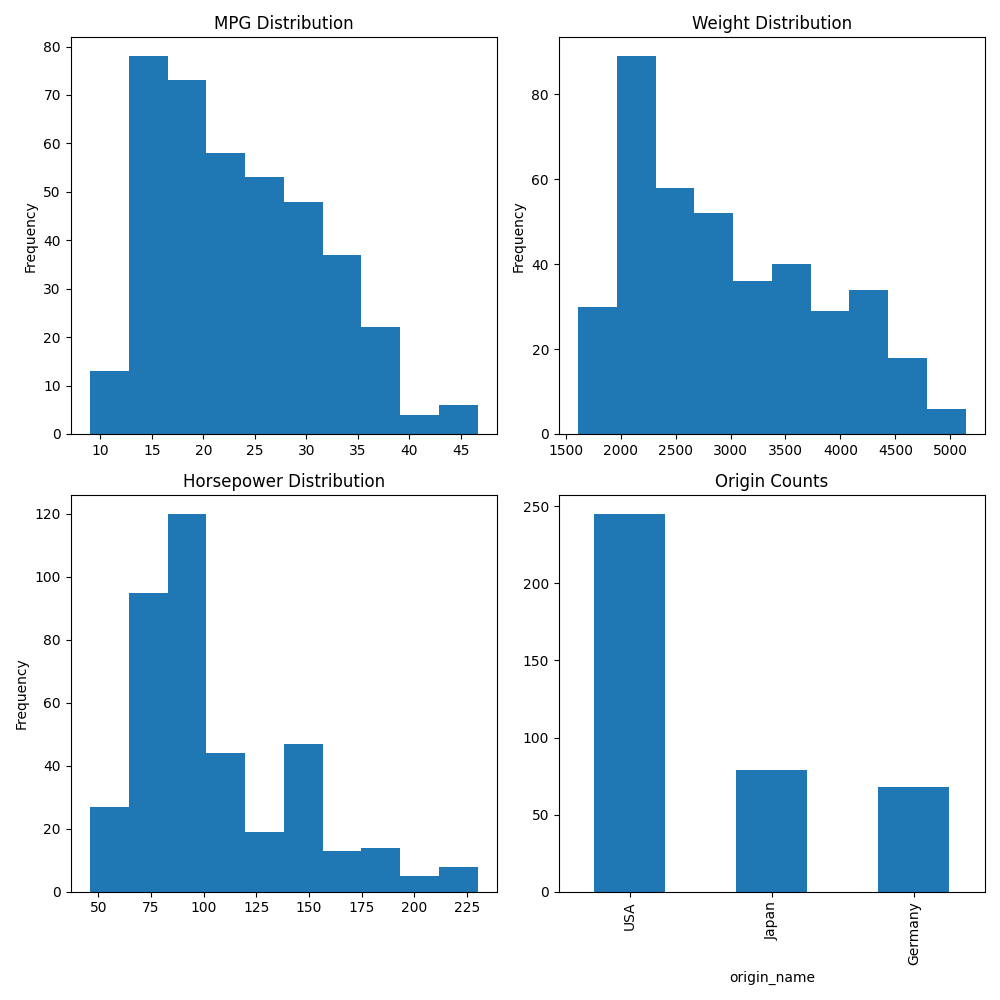 MPG Distribution
Frequency
80
70
60
50
40
30
20
10
0
10 15 20 25 30 35 40 45
Weight Distribution
Frequency
80
60
40
20
0
1500 2000 2500 3000 3500 4000 4500 5000
Horsepower Distribution
Frequency
120
100
80
60
40
20
0
50 75 100 125 150 175 200 225
Origin Counts
250
200
150
100
50
0
USA
Japan
Germany
origin_name